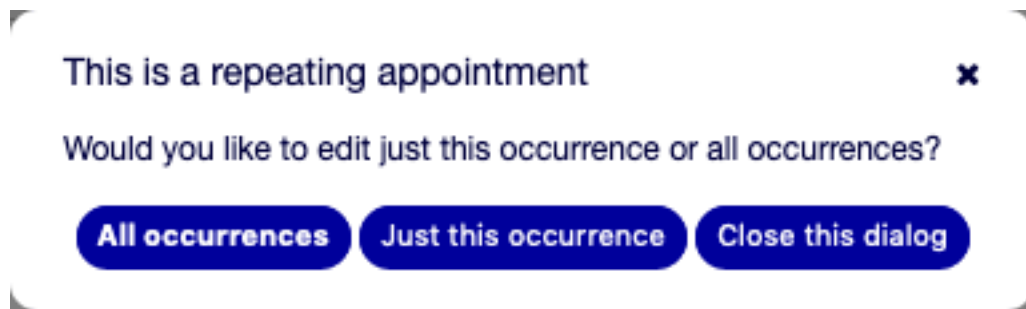 This is a repeating appointment
Would you like to edit just this occurrence or all occurrences?
All occurrences Just this occurrence Close this dialog